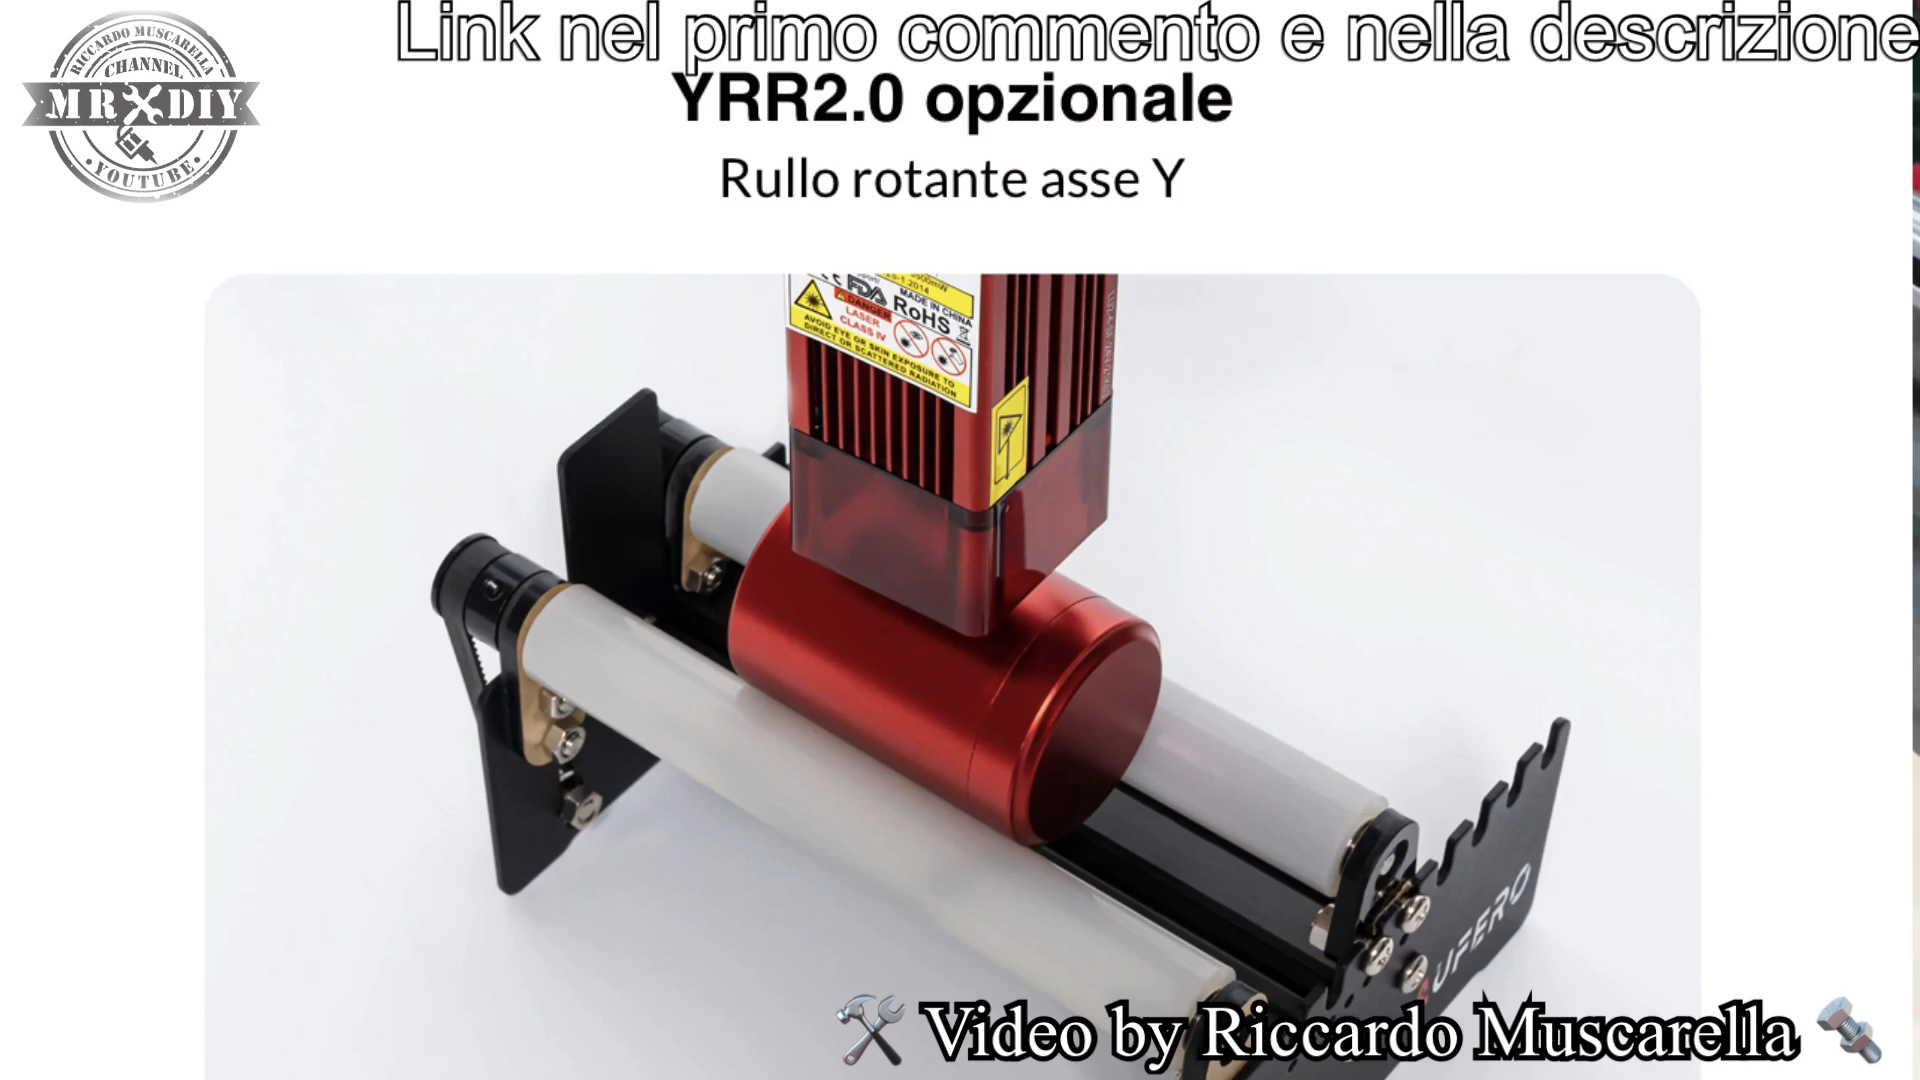 Link nel primo commento e nella descrizione
RICCARDO MUSCARELLA
CHANNEL
MR DIY
YOUTUBE
YRR2.0 opzionale
Rullo rotante asse Y
MADE IN CHINA
FDA
RoHS
DANGER
LASER
CLASS IV
AVOID EYE OR SKIN EXPOSURE TO
DIRECT OR SCATTERED RADIATION
UFERO
🛠 Video by Riccardo Muscarella 🔩